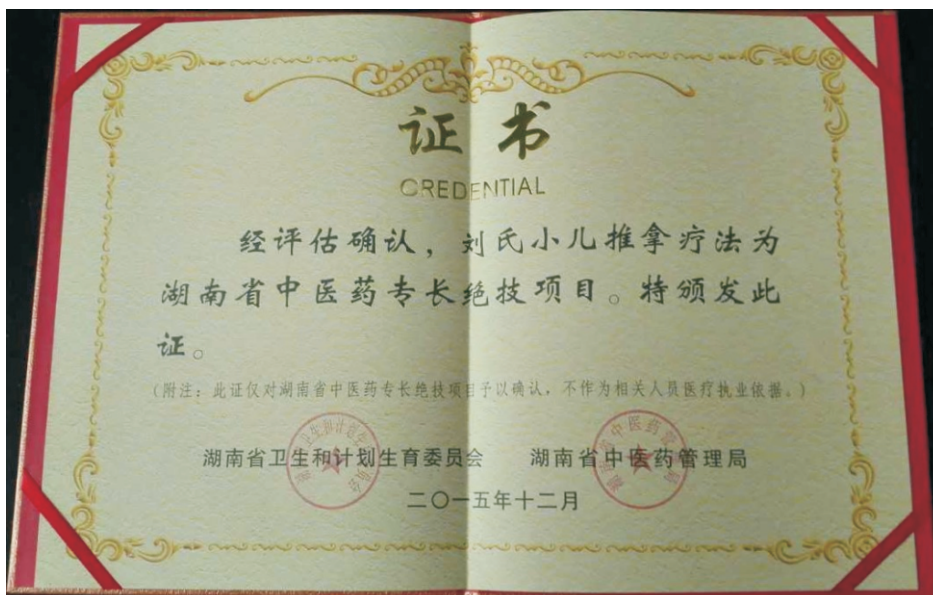 证书
CREDENTIAL
经评估确认，刘氏小儿推拿疗法为
湖南省中医药专长绝技项目。特颁发此
证。
（附注：此证仅对湖南省中医药专长绝技项目予以确认，不作为相关人员医疗执业依据。）
湖南省卫生和计划生育委员会 湖南省中医药管理局
二〇一五年十二月